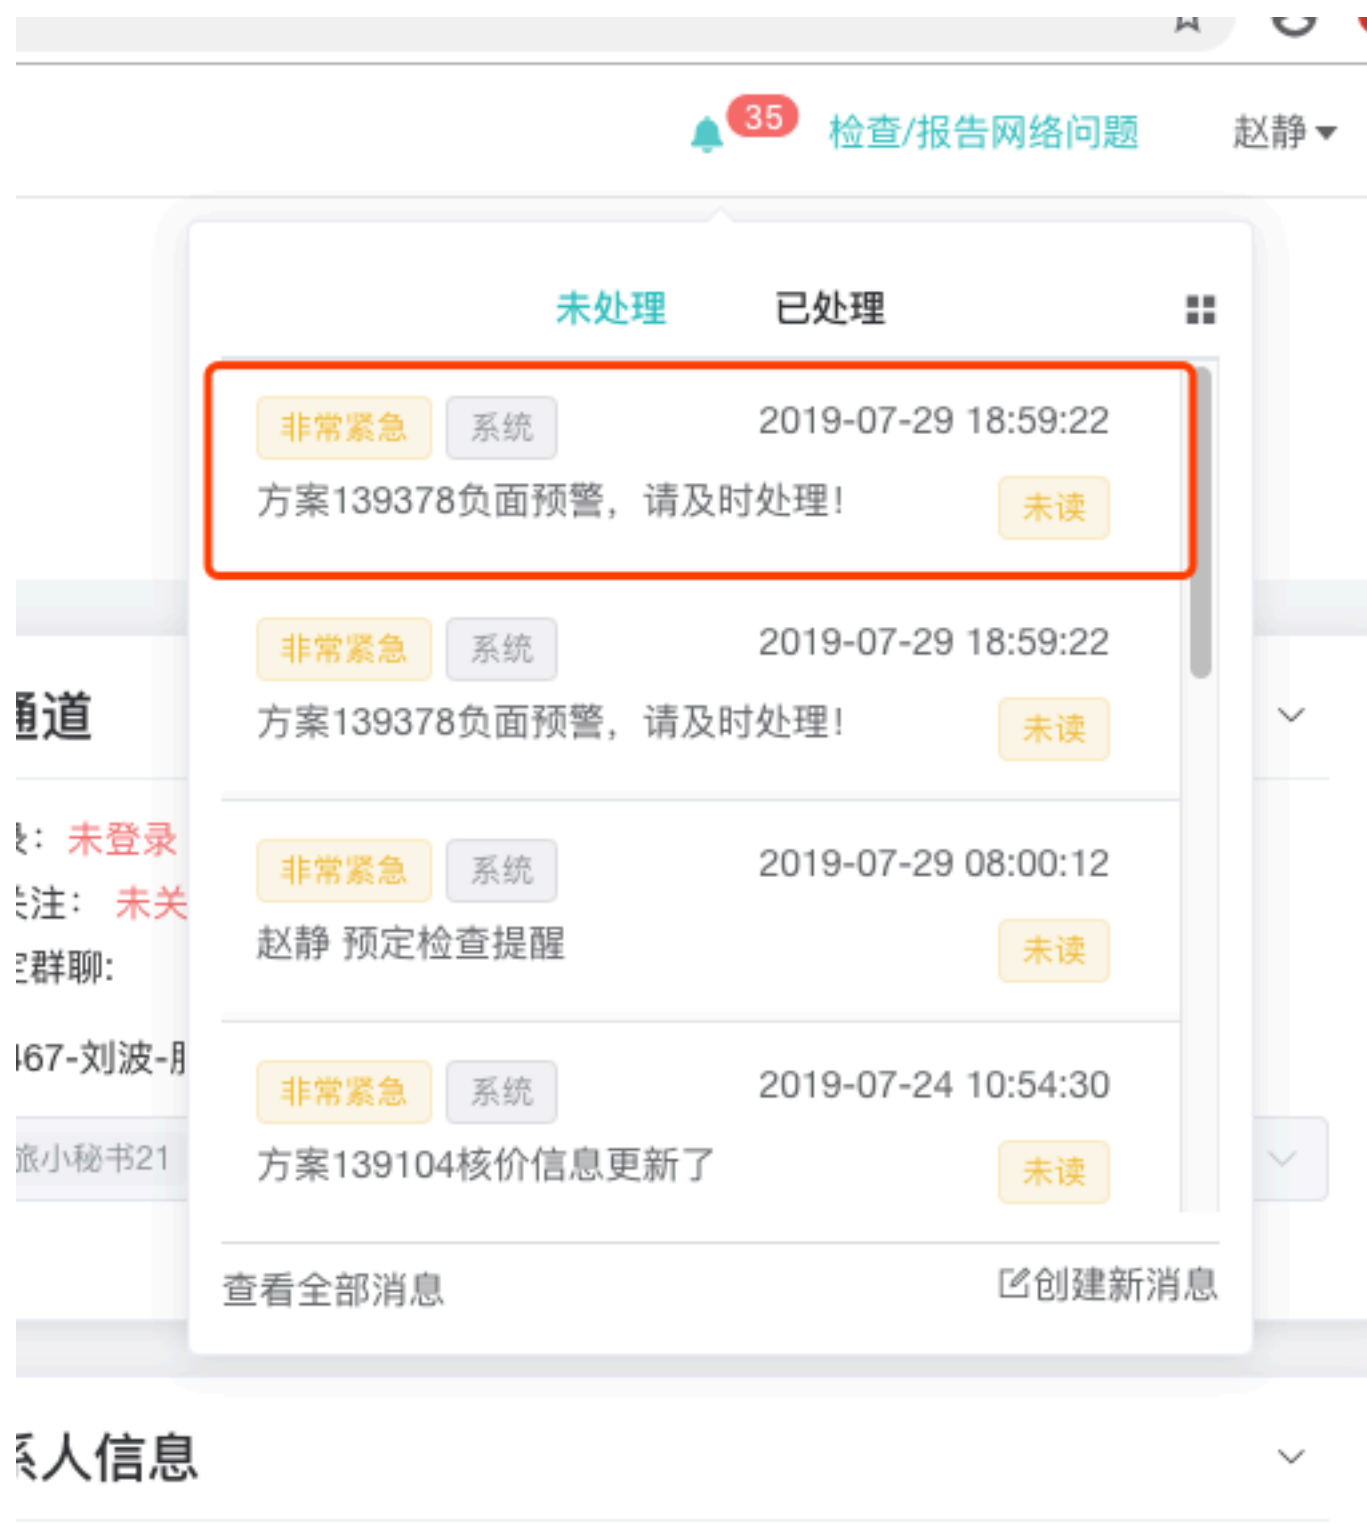 35 检查/报告网络问题 赵静
未处理 已处理
非常紧急 系统 2019-07-29 18:59:22
方案139378负面预警，请及时处理！ 未读
非常紧急 系统 2019-07-29 18:59:22
方案139378负面预警，请及时处理！ 未读
通道
非常紧急 系统 2019-07-29 08:00:12
赵静 预定检查提醒 未读
未登录
关注： 未关
群聊:
467-刘波-
非常紧急 系统 2019-07-24 10:54:30
方案139104核价信息更新了 未读
旅小秘书21
查看全部消息 创建新消息
系人信息